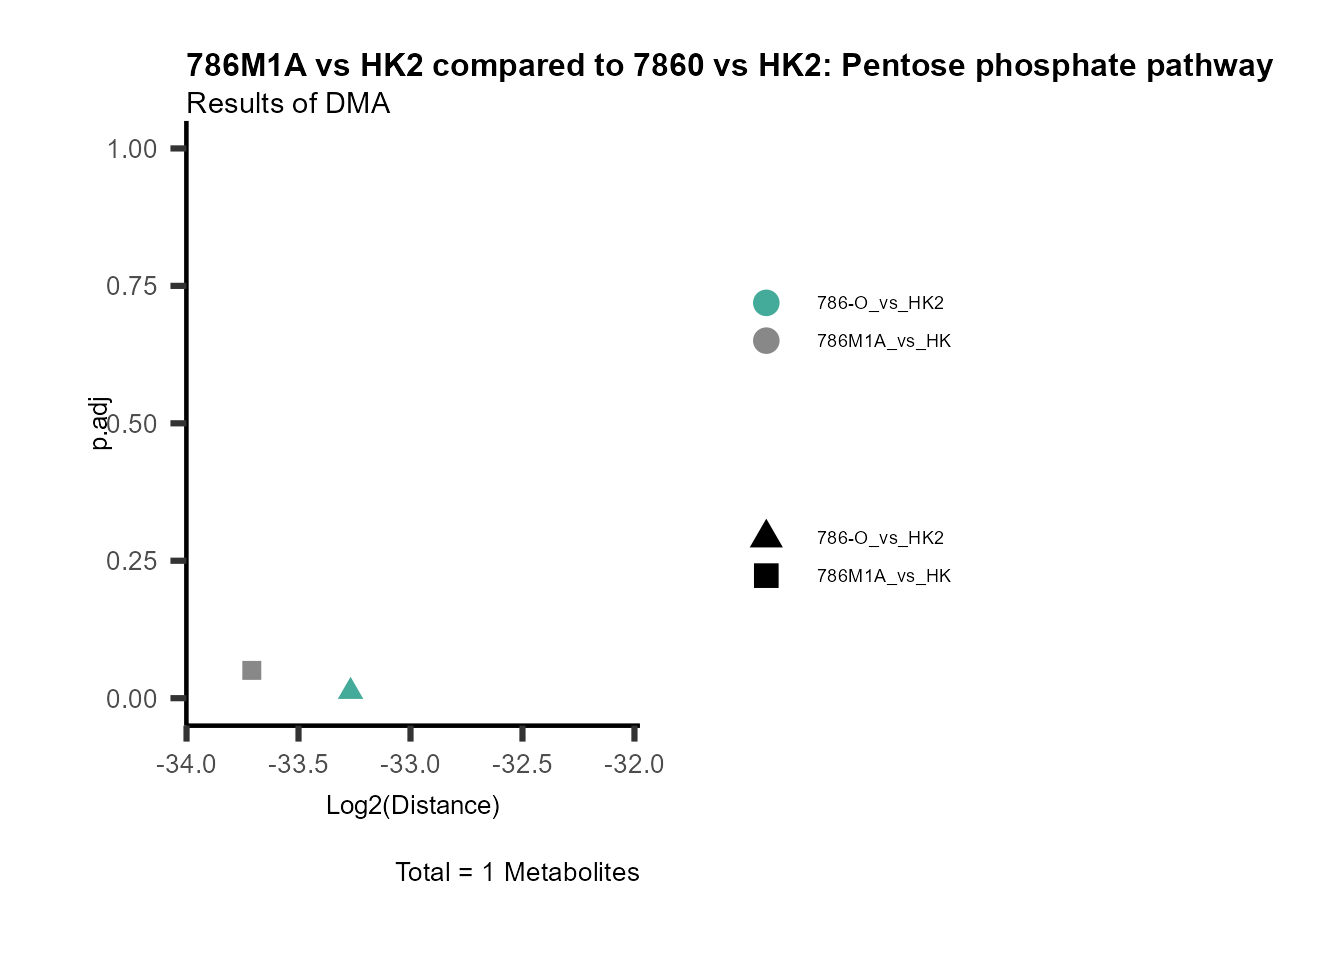 786M1A vs HK2 compared to 7860 vs HK2: Pentose phosphate pathway
Results of DMA
1.00
0.75
0.50
0.25
0.00
p.adj
-34.0 -33.5 -33.0 -32.5 -32.0
Log2(Distance)
Total = 1 Metabolites
786-O_vs_HK2
786M1A_vs_HK
786-O_vs_HK2
786M1A_vs_HK